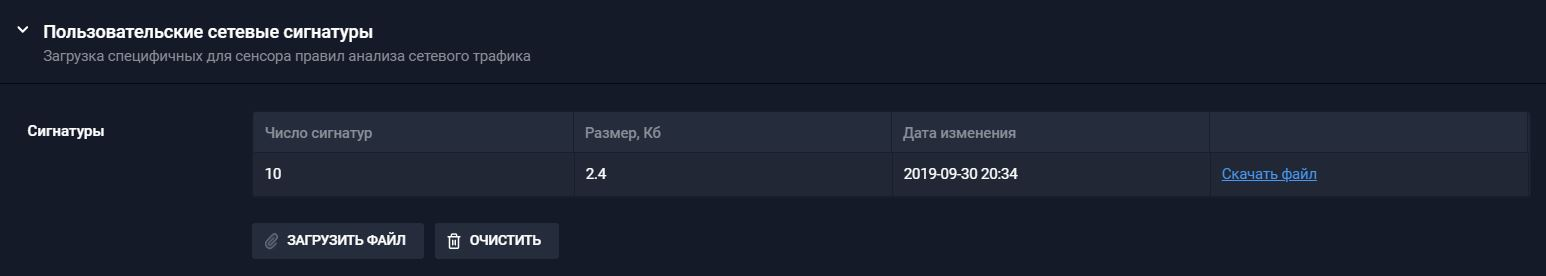 Пользовательские сетевые сигнатуры
Загрузка специфичных для сенсора правил анализа сетевого трафика
Сигнатуры
Число сигнатур Размер, Кб Дата изменения
10 2.4 2019-09-30 20:34 Скачать файл
ЗАГРУЗИТЬ ФАЙЛ ОЧИСТИТЬ